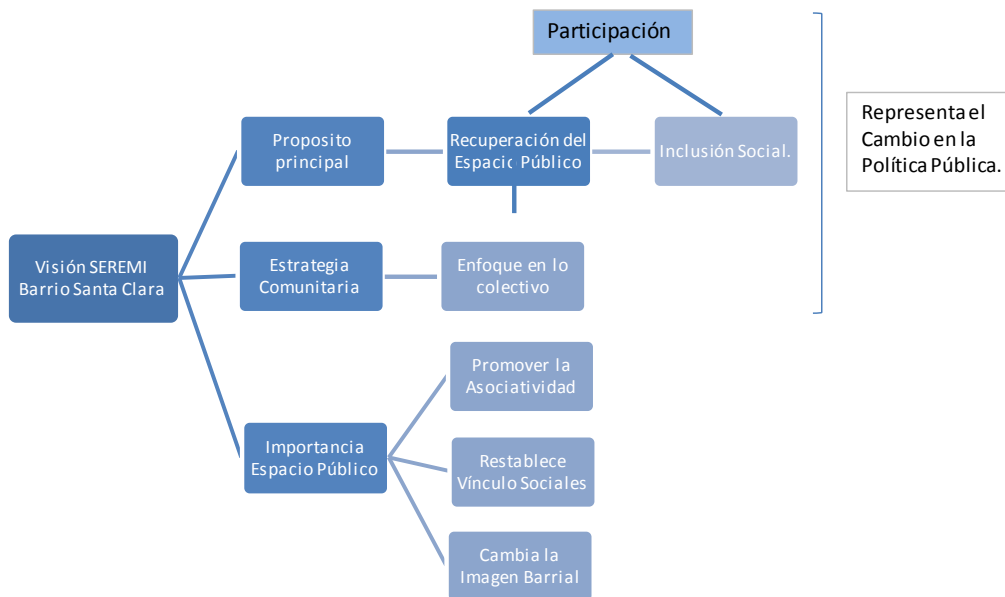 Participación
Representa el
Cambio en la
Política Pública.
Proposito
principal
Recuperación del
Espacio Público
Inclusión Social.
Visión SEREMI
Barrio Santa Clara
Estrategia
Comunitaria
Enfoque en lo
colectivo
Promover la
Asociatividad
Importancia
Espacio Público
Restablece
Vínculo Sociales
Cambia la
Imagen Barrial